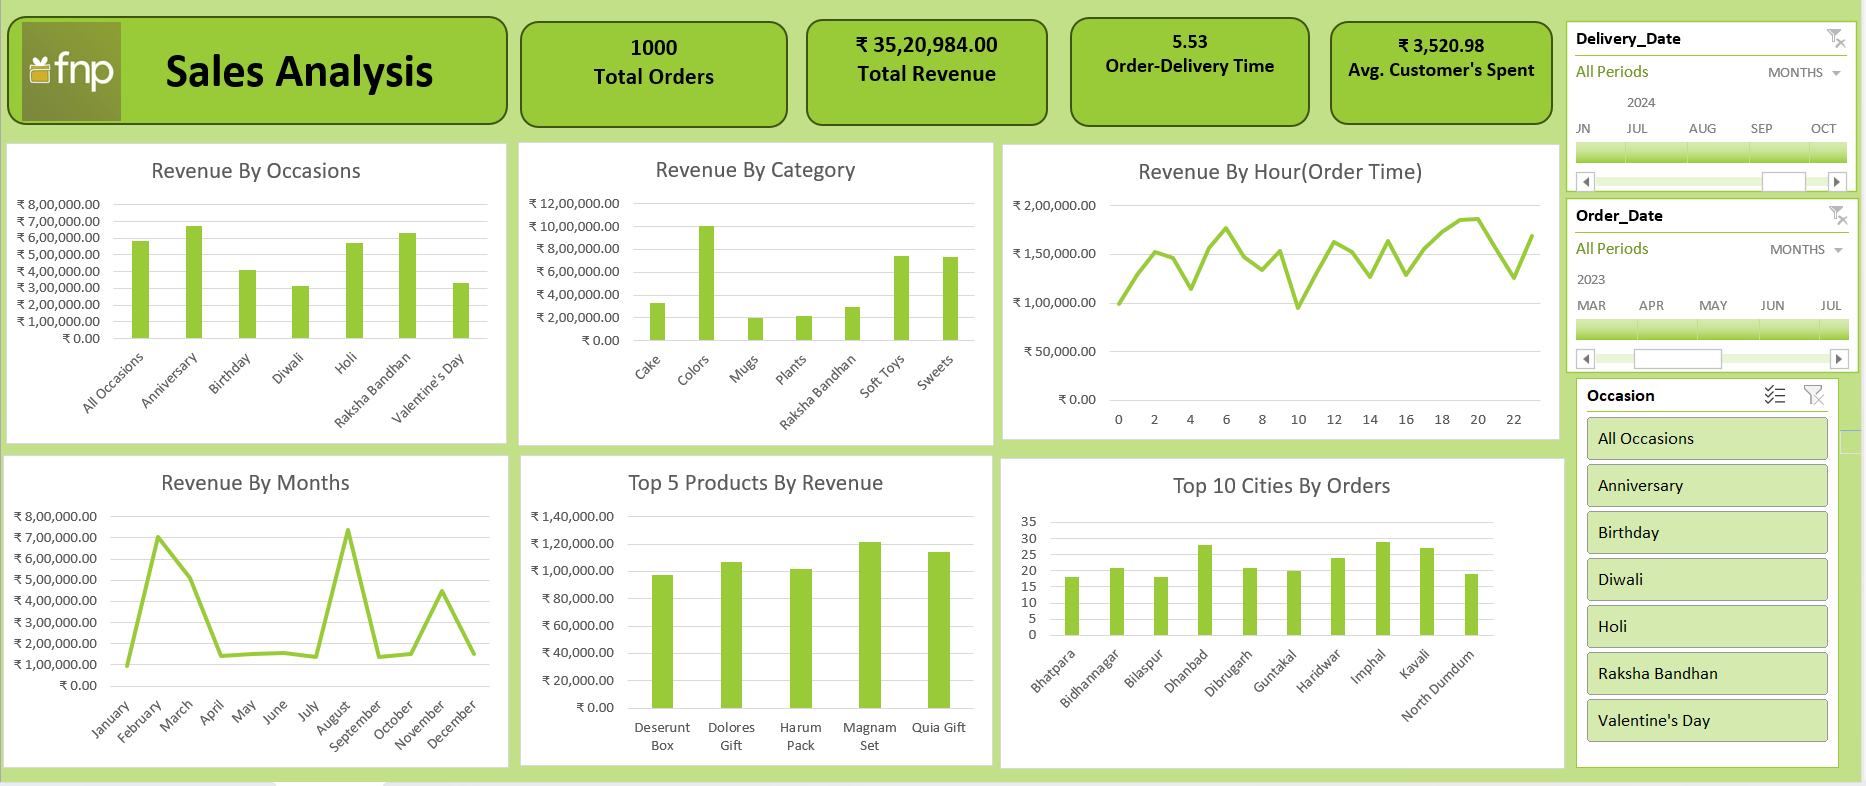 fnp
Sales Analysis
1000
Total Orders
₹ 35,20,984.00
Total Revenue
5.53
Order-Delivery Time
₹ 3,520.98
Avg. Customer's Spent
Delivery_Date
All Periods
MONTHS
2024
JN JUL AUG SEP OCT
Order_Date
All Periods
MONTHS
2023
MAR APR MAY JUN JUL
Occasion
All Occasions
Anniversary
Birthday
Diwali
Holi
Raksha Bandhan
Valentine's Day
Revenue By Occasions
₹ 8,00,000.00
₹ 7,00,000.00
₹ 6,00,000.00
₹ 5,00,000.00
₹ 4,00,000.00
₹ 3,00,000.00
₹ 2,00,000.00
₹ 1,00,000.00
₹ 0.00
All Occasions
Anniversary
Birthday
Diwali
Holi
Raksha Bandhan
Valentine's Day
Revenue By Category
₹ 12,00,000.00
₹ 10,00,000.00
₹ 8,00,000.00
₹ 6,00,000.00
₹ 4,00,000.00
₹ 2,00,000.00
₹ 0.00
Cake
Colors
Mugs
Plants
Raksha Bandhan
Soft Toys
Sweets
Revenue By Hour(Order Time)
₹ 2,00,000.00
₹ 1,50,000.00
₹ 1,00,000.00
₹ 50,000.00
₹ 0.00
0 2 4 6 8 10 12 14 16 18 20 22
Revenue By Months
₹ 8,00,000.00
₹ 7,00,000.00
₹ 6,00,000.00
₹ 5,00,000.00
₹ 4,00,000.00
₹ 3,00,000.00
₹ 2,00,000.00
₹ 1,00,000.00
₹ 0.00
January
February
March
April
May
June
July
August
September
October
November
December
Top 5 Products By Revenue
₹ 1,40,000.00
₹ 1,20,000.00
₹ 1,00,000.00
₹ 80,000.00
₹ 60,000.00
₹ 40,000.00
₹ 20,000.00
₹ 0.00
Deserunt Box
Dolores Gift
Harum Pack
Magnam Set
Quia Gift
Top 10 Cities By Orders
35
30
25
20
15
10
5
0
Bhatpara
Bidhannagar
Bilaspur
Dhanbad
Dibrugarh
Guntakal
Haridwar
Imphal
Kavali
North Dumdum